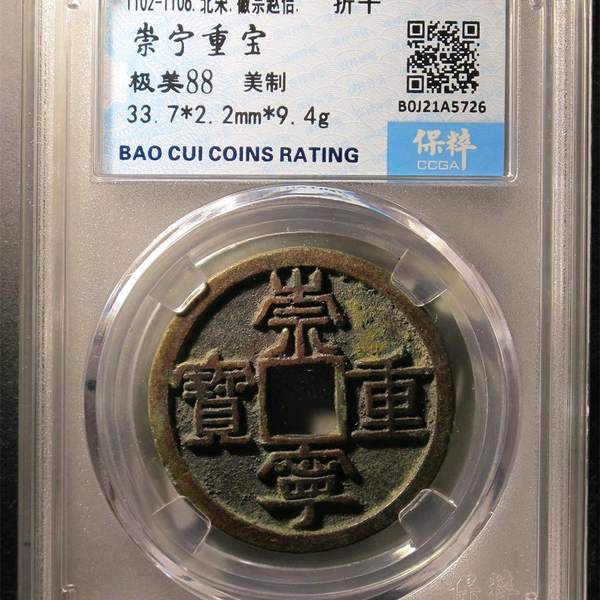 1102-1106.北宋.徽宗赵佶. 折十
崇宁重宝
极美88 美制
33.7*2.2mm*9.4g
BAO CUI COINS RATING
B0J21A5726
保粹
CCGA
崇
寶 重
寧